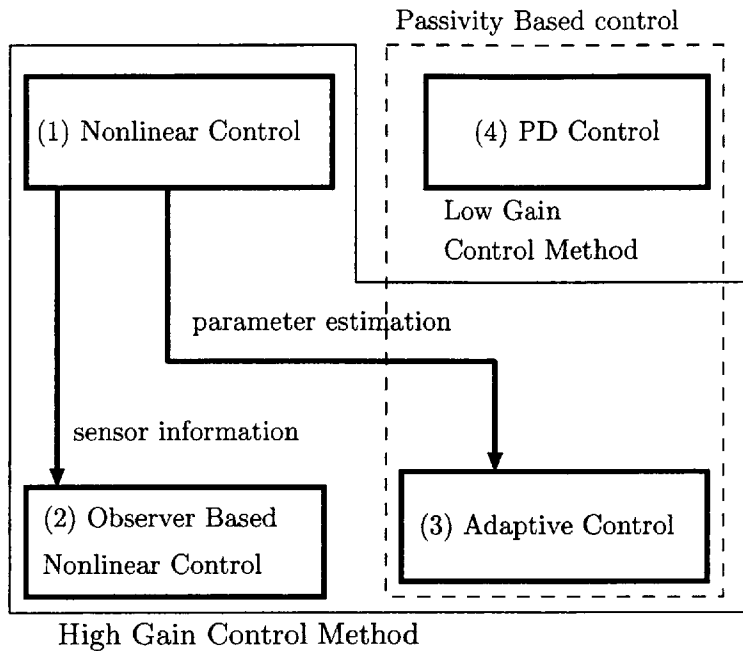 Passivity Based control
(1) Nonlinear Control
(4) PD Control
Low Gain
Control Method
parameter estimation
sensor information
(2) Observer Based
Nonlinear Control
(3) Adaptive Control
High Gain Control Method